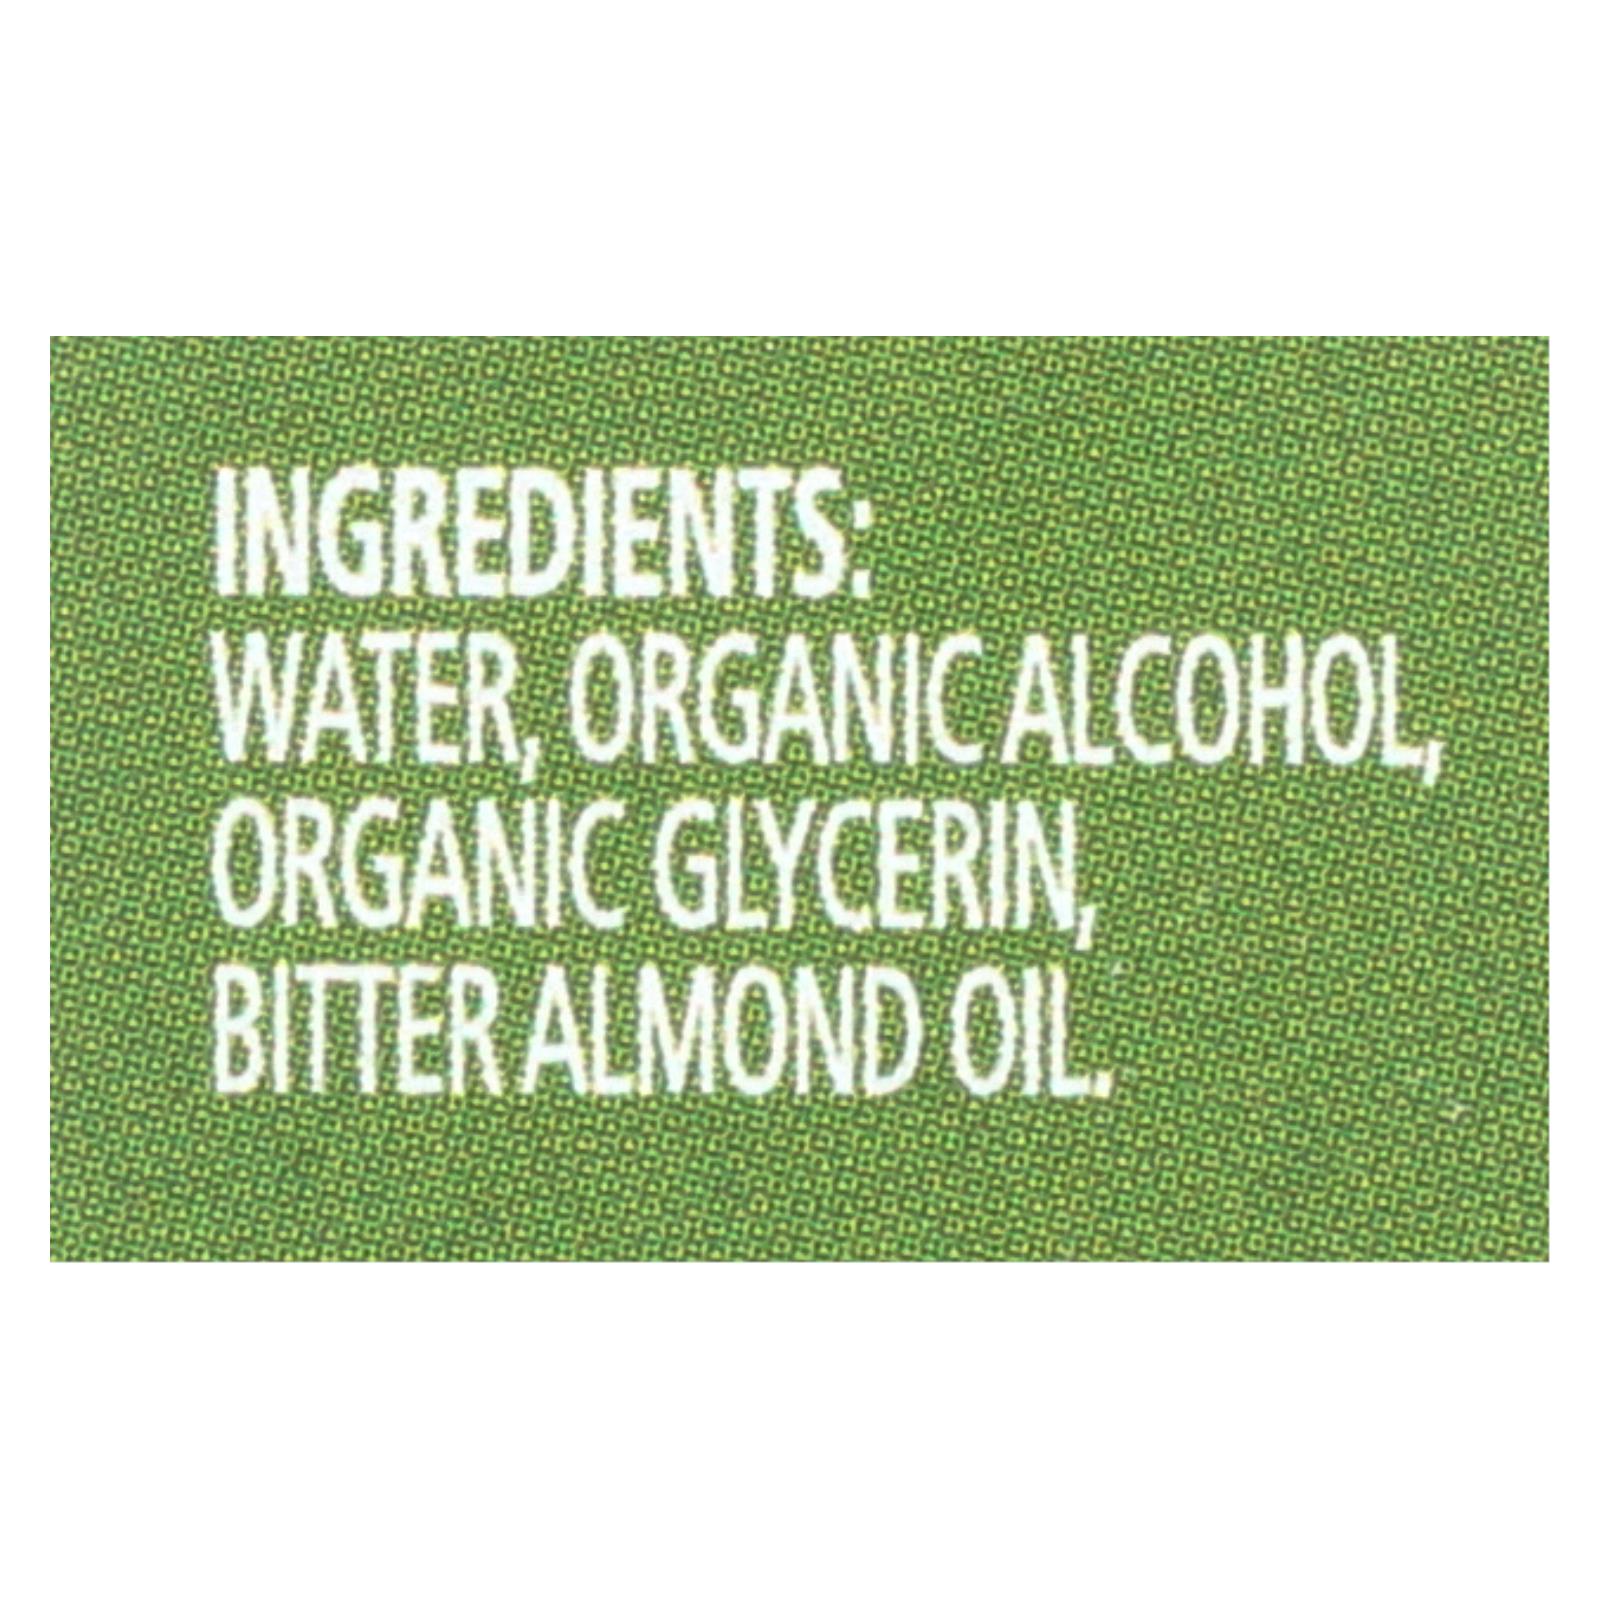 INGREDIENTS:
WATER, ORGANIC ALCOHOL,
ORGANIC GLYCERIN,
BITTER ALMOND OIL.